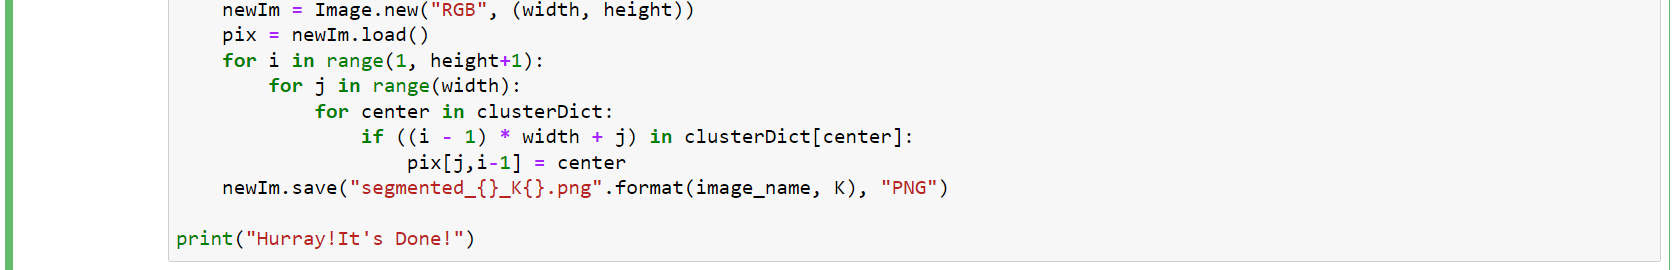 newIm = Image.new("RGB", (width, height))
    pix = newIm.load()
    for i in range(1, height+1):
        for j in range(width):
            for center in clusterDict:
                if ((i - 1) * width + j) in clusterDict[center]:
                    pix[j,i-1] = center
    newIm.save("segmented_{}_K{}.png".format(image_name, K), "PNG")
print("Hurray!It's Done!")